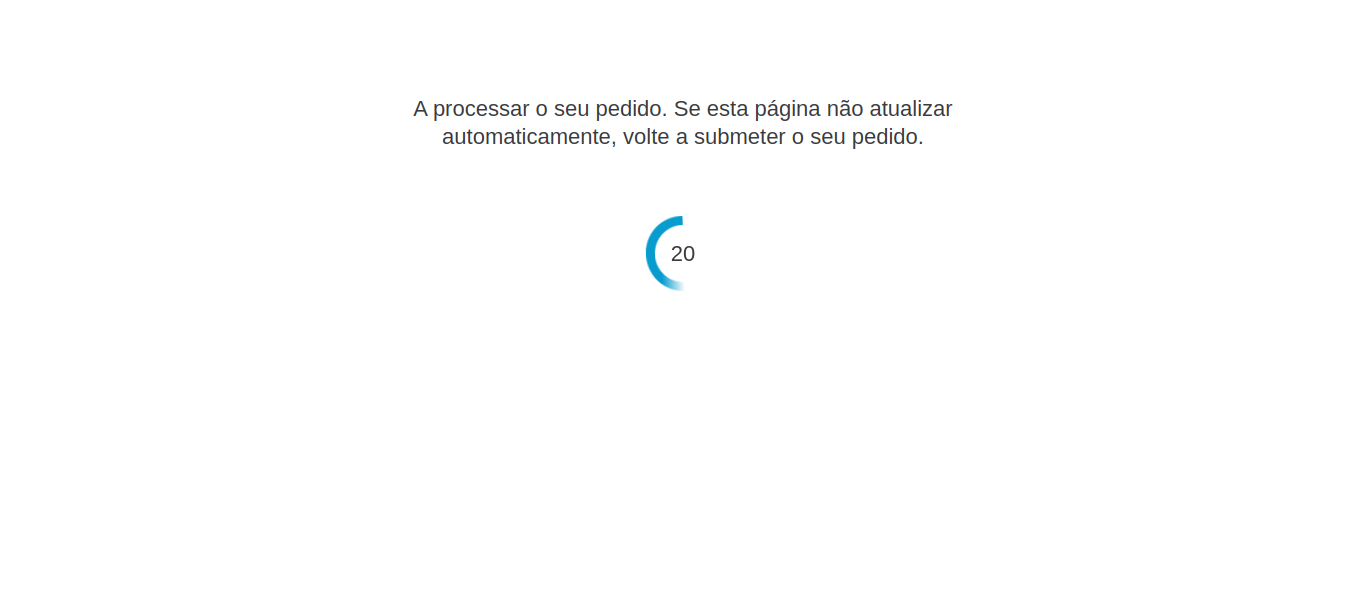 A processar o seu pedido. Se esta página não atualizar
automaticamente, volte a submeter o seu pedido.
20